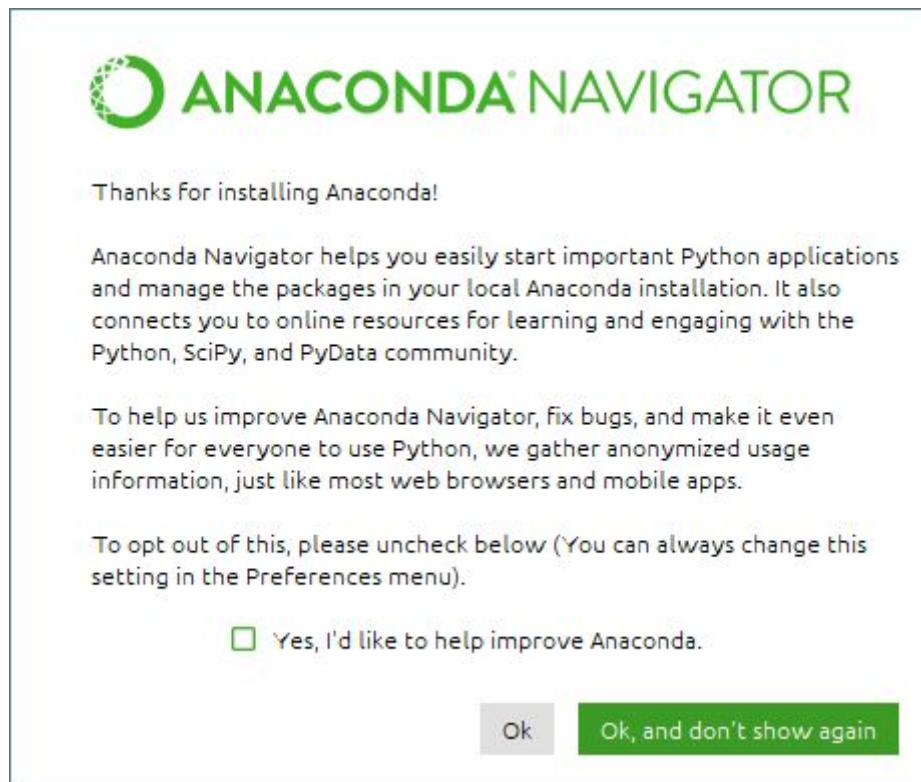 ANACONDA NAVIGATOR
Thanks for installing Anaconda!
Anaconda Navigator helps you easily start important Python applications
and manage the packages in your local Anaconda installation. It also
connects you to online resources for learning and engaging with the
Python, SciPy, and PyData community.
To help us improve Anaconda Navigator, fix bugs, and make it even
easier for everyone to use Python, we gather anonymized usage
information, just like most web browsers and mobile apps.
To opt out of this, please uncheck below (You can always change this
setting in the Preferences menu).
Yes, I'd like to help improve Anaconda.
Ok Ok, and don't show again